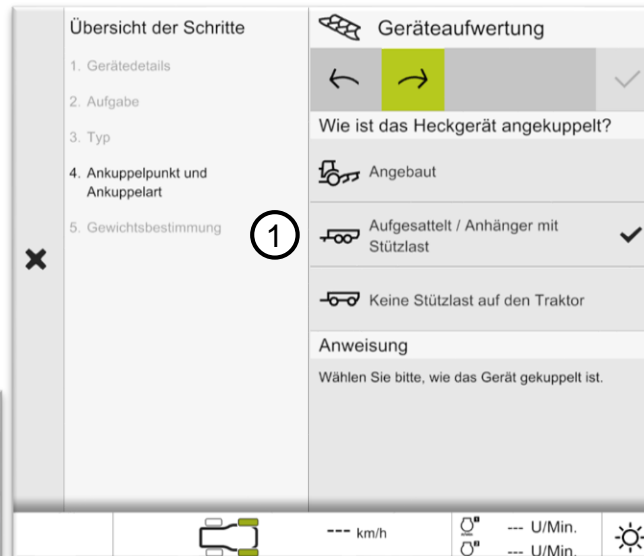 Übersicht der Schritte
1. Gerätedetails
2. Aufgabe
3. Typ
4. Ankuppelpunkt und
Ankuppelart
5. Gewichtsbestimmung
1
Geräteaufwertung
Wie ist das Heckgerät angekuppelt?
Angebaut
Aufgesattelt / Anhänger mit
Stützlast
Keine Stützlast auf den Traktor
Anweisung
Wählen Sie bitte, wie das Gerät gekuppelt ist.
--- km/h
--- U/Min.
--- U/Min.